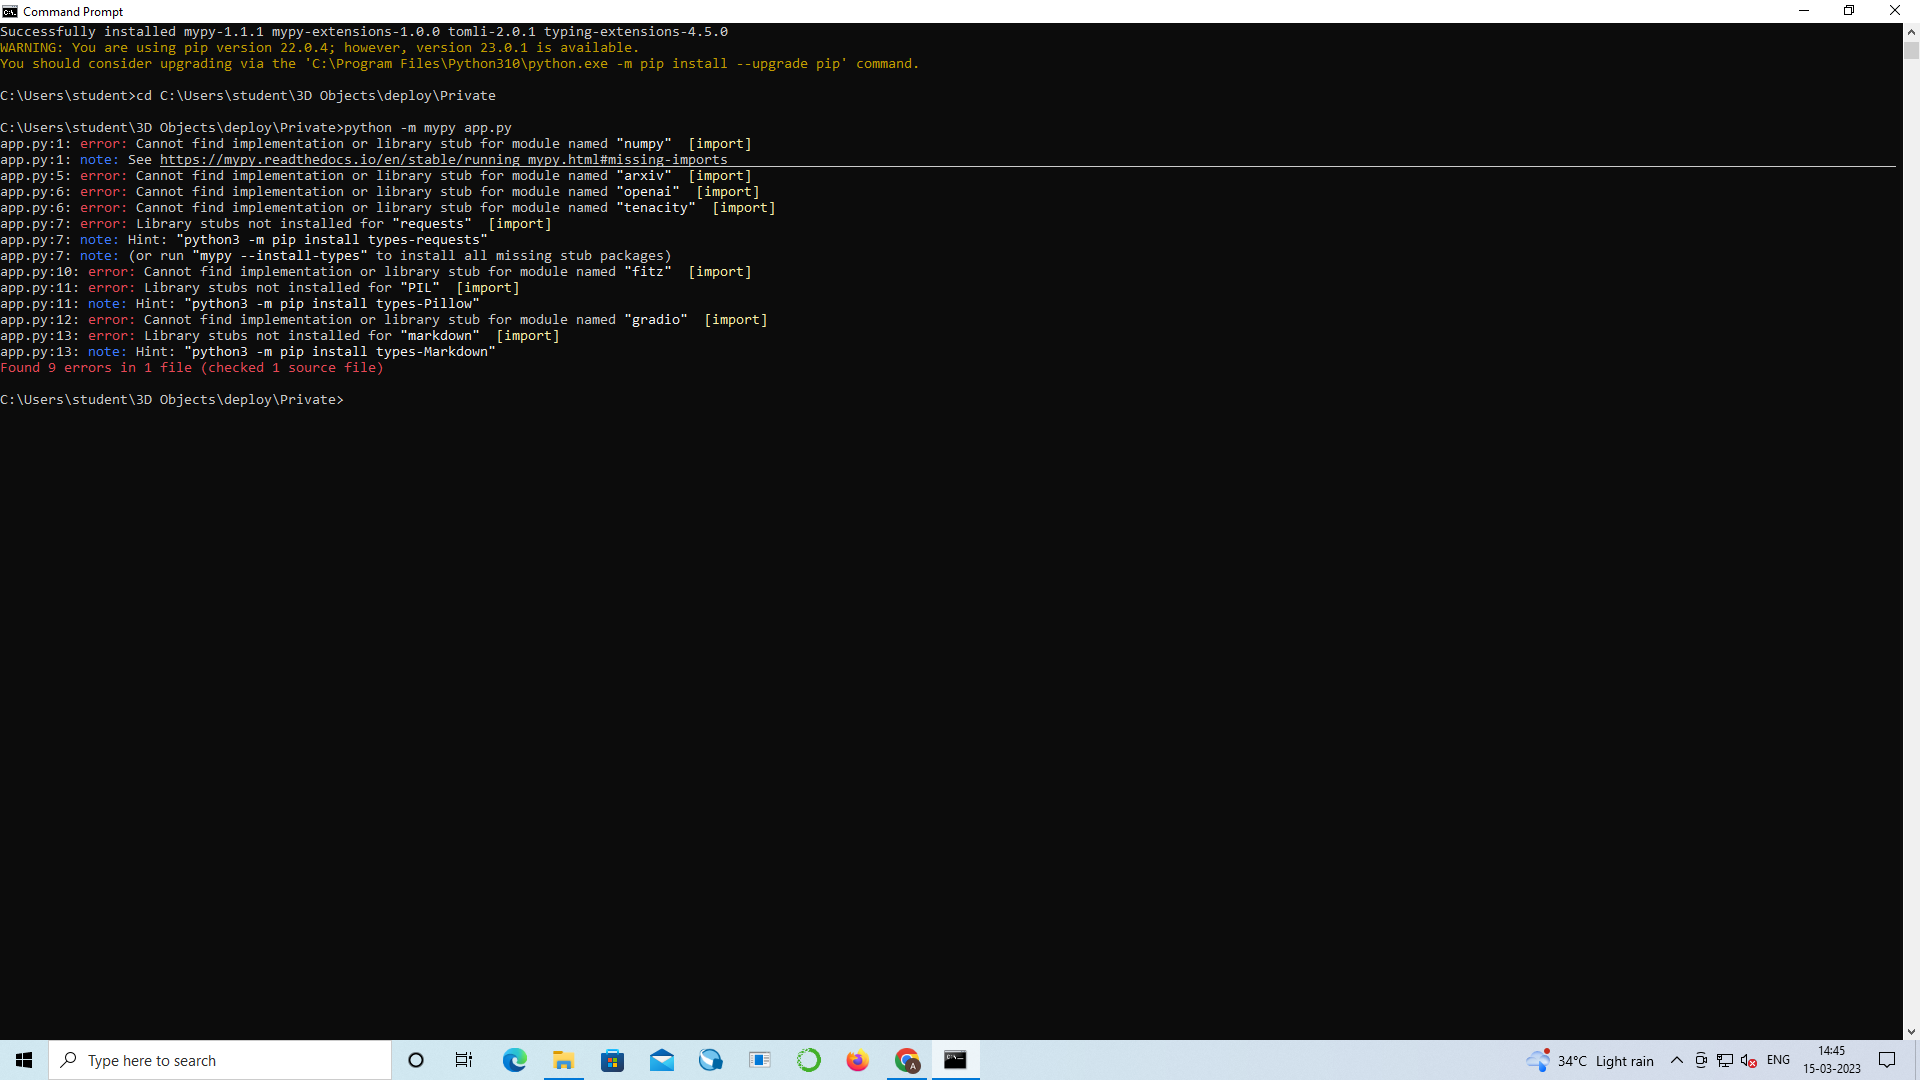 Command Prompt
Successfully installed mypy-1.1.1 mypy-extensions-1.0.0 tomli-2.0.1 typing-extensions-4.5.0
WARNING: You are using pip version 22.0.4; however, version 23.0.1 is available.
You should consider upgrading via the 'C:\Program Files\Python310\python.exe -m pip install --upgrade pip' command.
C:\Users\student>cd C:\Users\student\3D Objects\deploy\Private
C:\Users\student\3D Objects\deploy\Private>python -m mypy app.py
app.py:1: error: Cannot find implementation or library stub for module named "numpy"  [import]
app.py:1: note: See https://mypy.readthedocs.io/en/stable/running_mypy.html#missing-imports
app.py:5: error: Cannot find implementation or library stub for module named "arxiv"  [import]
app.py:6: error: Cannot find implementation or library stub for module named "openai"  [import]
app.py:6: error: Cannot find implementation or library stub for module named "tenacity"  [import]
app.py:7: error: Library stubs not installed for "requests"  [import]
app.py:7: note: Hint: "python3 -m pip install types-requests"
app.py:7: note: (or run "mypy --install-types" to install all missing stub packages)
app.py:10: error: Cannot find implementation or library stub for module named "fitz"  [import]
app.py:11: error: Library stubs not installed for "PIL"  [import]
app.py:11: note: Hint: "python3 -m pip install types-Pillow"
app.py:12: error: Cannot find implementation or library stub for module named "gradio"  [import]
app.py:13: error: Library stubs not installed for "markdown"  [import]
app.py:13: note: Hint: "python3 -m pip install types-Markdown"
Found 9 errors in 1 file (checked 1 source file)
C:\Users\student\3D Objects\deploy\Private>
Type here to search
34°C Light rain
ENG
14:45
15-03-2023